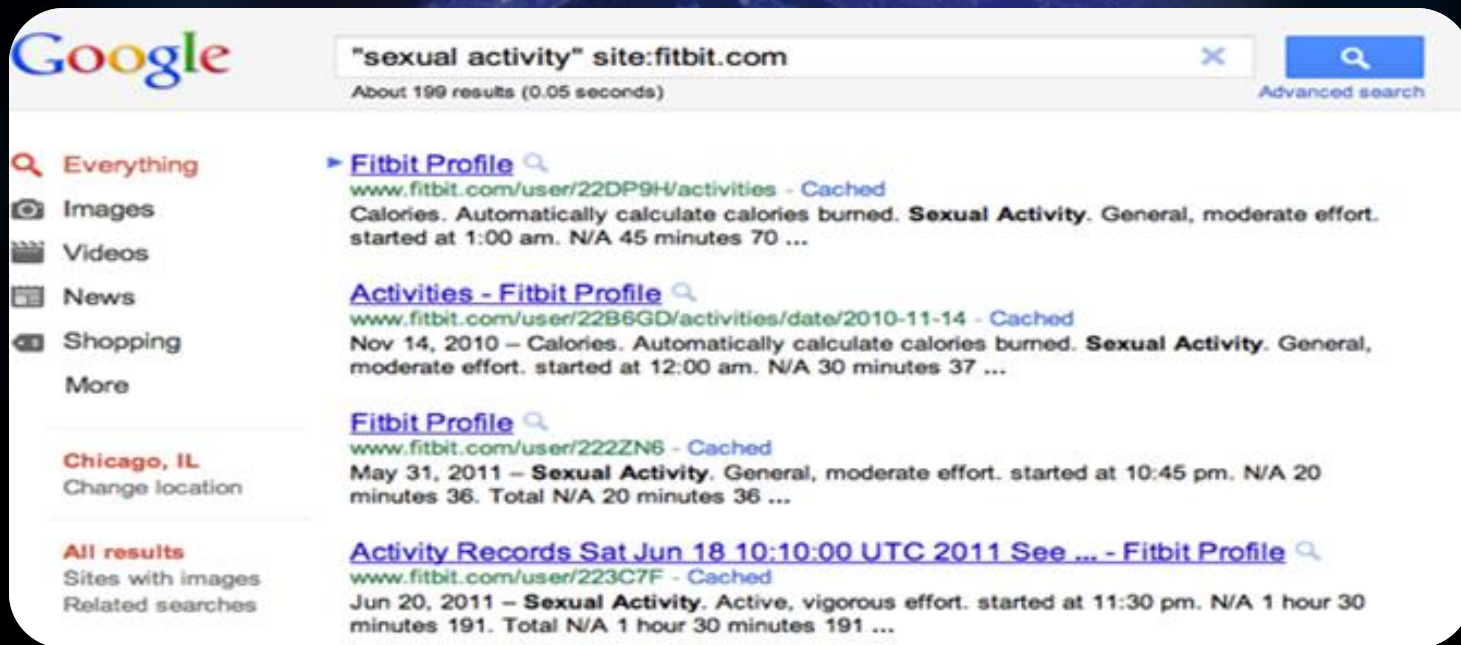 Google
"sexual activity" site:fitbit.com
About 199 results (0.05 seconds)
Advanced search
Everything
Images
Videos
News
Shopping
More
Chicago, IL
Change location
All results
Sites with images
Related searches
Fitbit Profile
www.fitbit.com/user/22DP9H/activities - Cached
Calories. Automatically calculate calories burned. Sexual Activity. General, moderate effort.
started at 1:00 am. N/A 45 minutes 70 ...
Activities - Fitbit Profile
www.fitbit.com/user/22B6GD/activities/date/2010-11-14 - Cached
Nov 14, 2010 – Calories. Automatically calculate calories burned. Sexual Activity. General,
moderate effort. started at 12:00 am. N/A 30 minutes 37 ...
Fitbit Profile
www.fitbit.com/user/222ZN6 - Cached
May 31, 2011 – Sexual Activity. General, moderate effort. started at 10:45 pm. N/A 20
minutes 36. Total N/A 20 minutes 36 ...
Activity Records Sat Jun 18 10:10:00 UTC 2011 See ... - Fitbit Profile
www.fitbit.com/user/223C7F - Cached
Jun 20, 2011 – Sexual Activity. Active, vigorous effort. started at 11:30 pm. N/A 1 hour 30
minutes 191. Total N/A 1 hour 30 minutes 191 ...